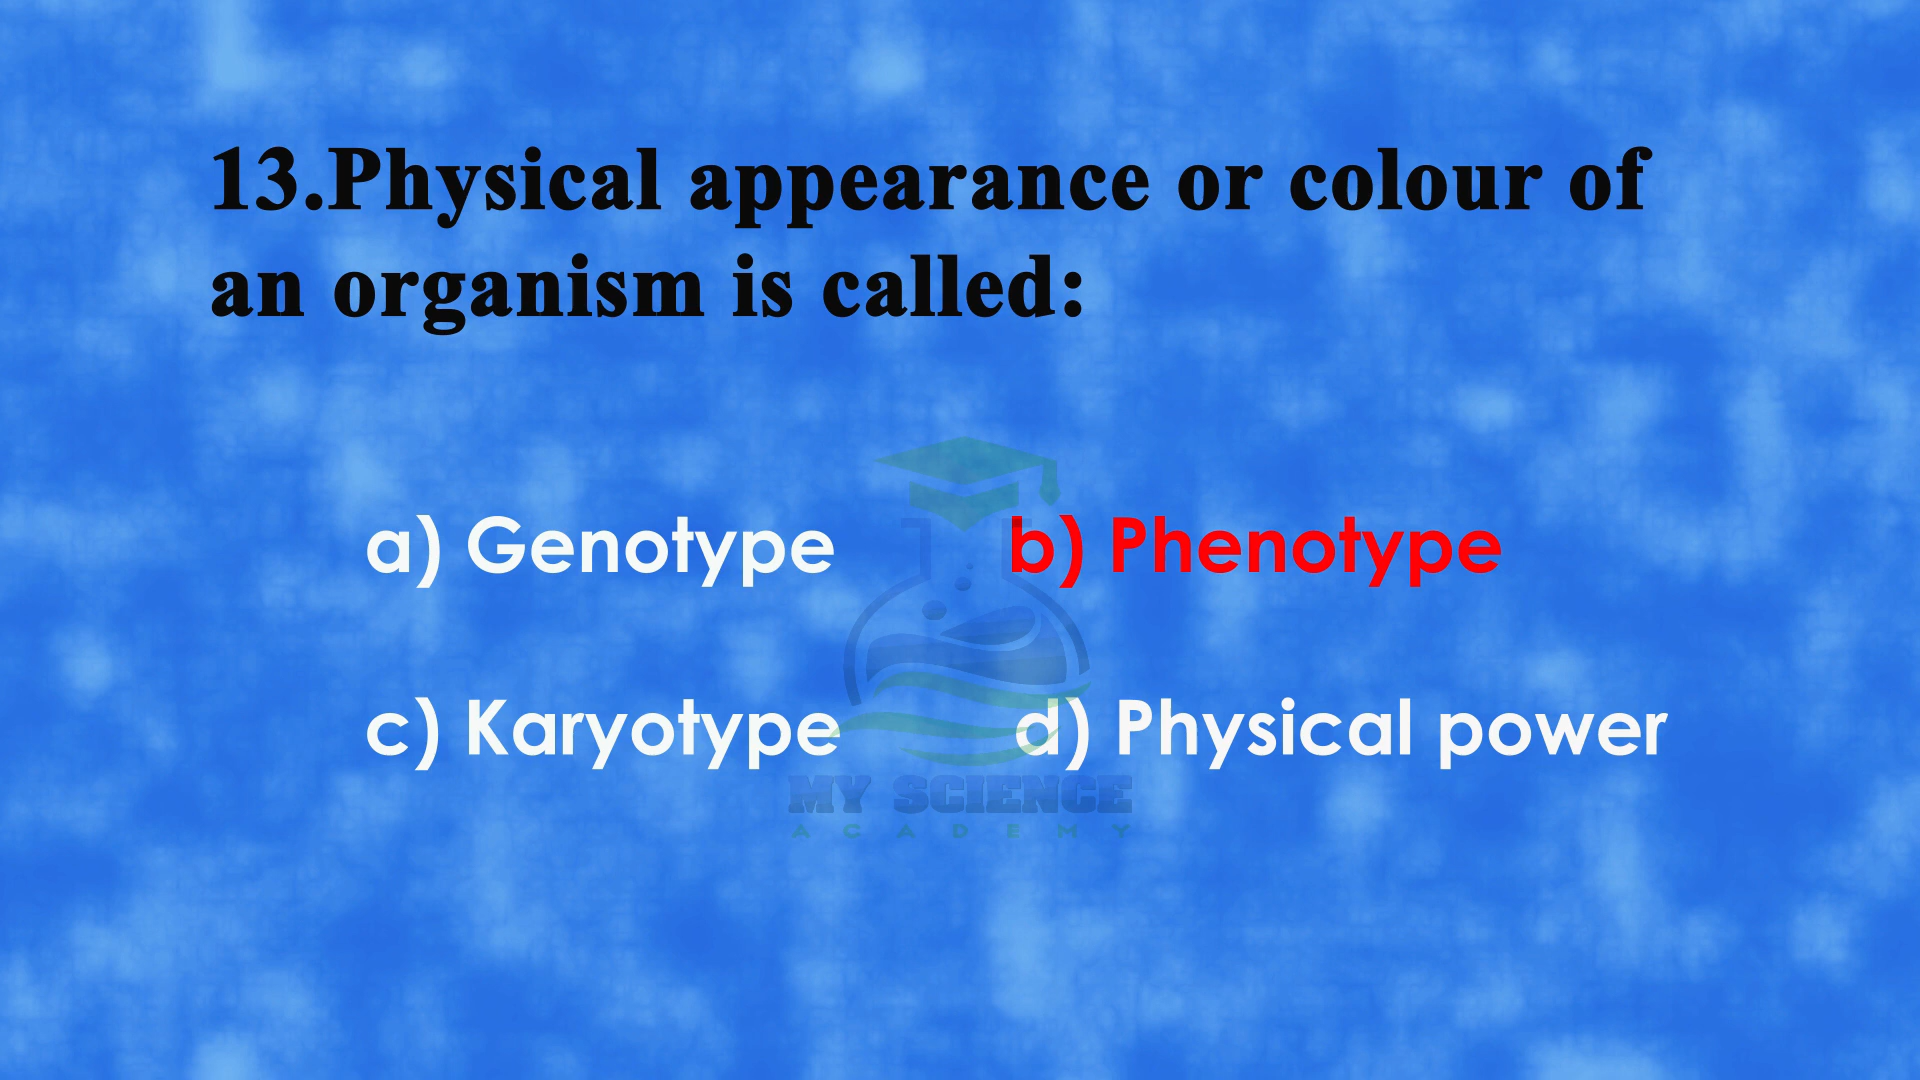 13.Physical appearance or colour of
an organism is called:
a) Genotype b) Phenotype
c) Karyotype d) Physical power
MY SCIENCE
ACADEMY